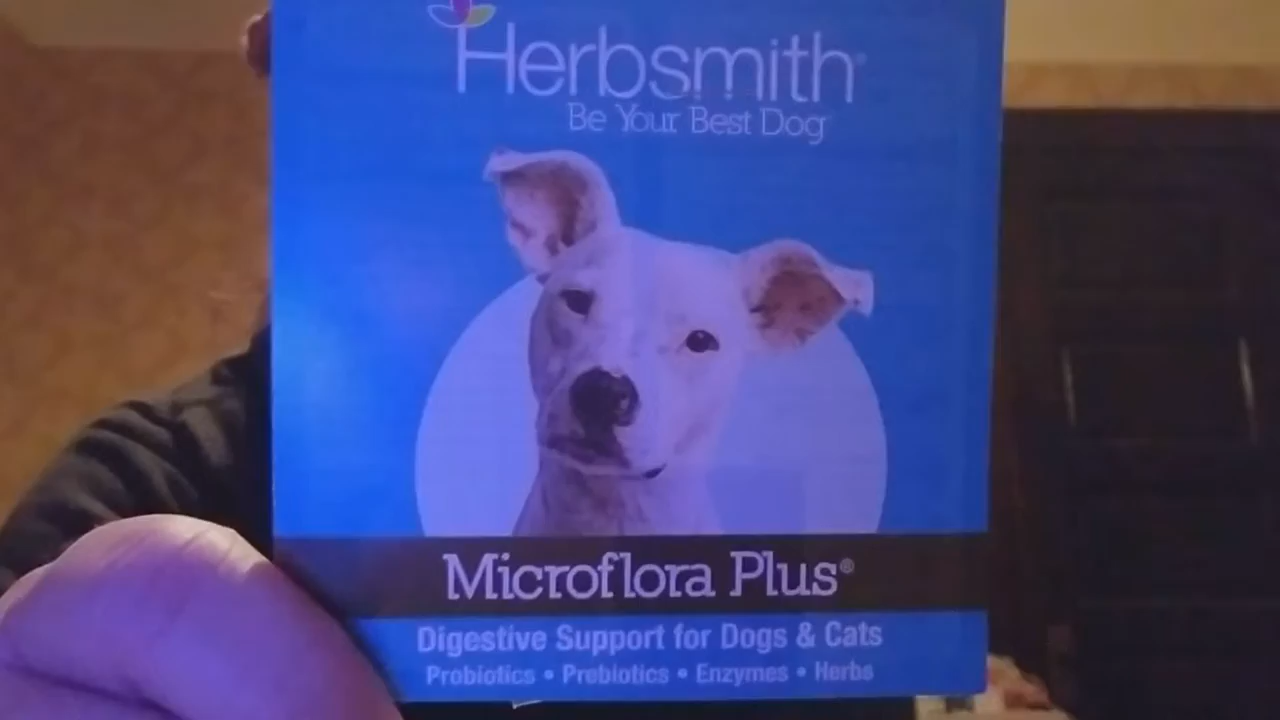 Herbsmith®
Be Your Best Dog
Microflora Plus®
Digestive Support for Dogs & Cats
Probiotics • Prebiotics • Enzymes • Herbs